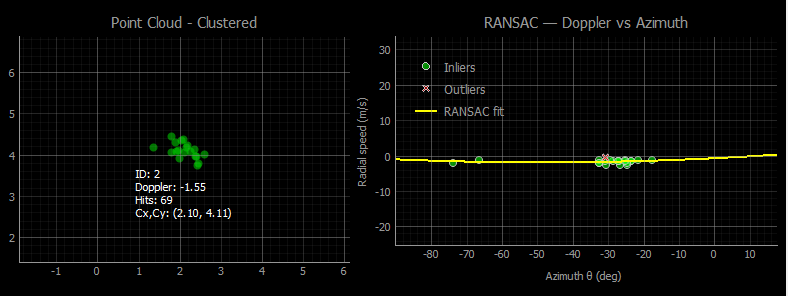 Point Cloud - Clustered
6
5
4
3
2
-1
0
1
2
3
4
5
6
ID: 2
Doppler: -1.55
Hits: 69
Cx,Cy: (2.10, 4.11)
RANSAC — Doppler vs Azimuth
Radial speed (m/s)
30
20
10
0
-10
-20
Inliers
Outliers
RANSAC fit
-80
-70
-60
-50
-40
-30
-20
-10
0
10
Azimuth θ (deg)